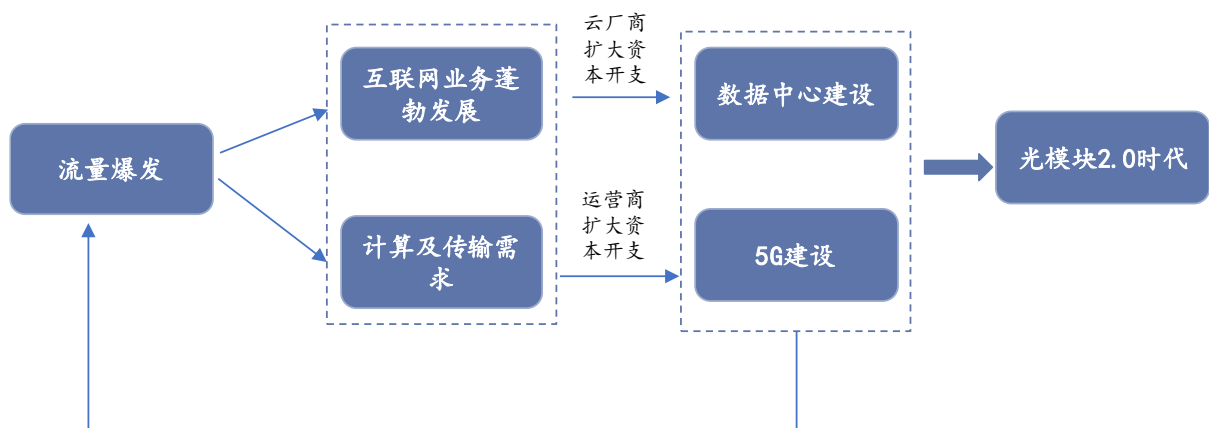 流量爆发
互联网业务蓬
勃发展
计算及传输需
求
云厂商
扩大资
本开支
运营商
扩大资
本开支
数据中心建设
5G建设
光模块2.0时代